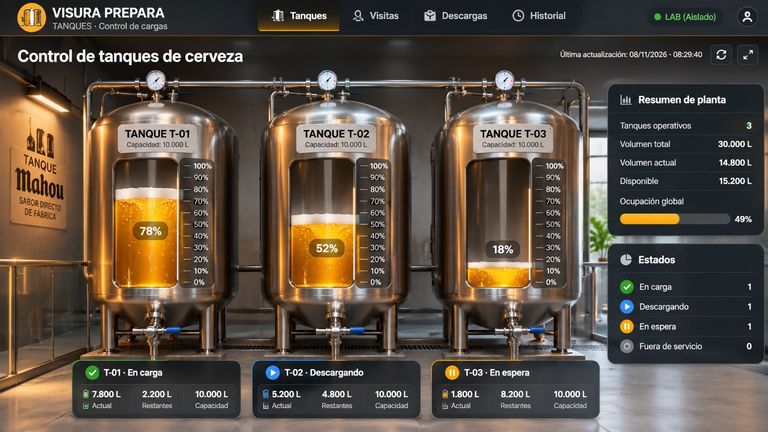 VISURA PREPARA
TANQUES · Control de cargas
Tanques
Visitas
Descargas
Historial
LAB (Aislado)
Control de tanques de cerveza
Última actualización: 08/11/2026 · 08:29:40
TANQUE
Mahou
SABOR DIRECTO
DE FÁBRICA
TANQUE T-01
Capacidad: 10.000 L
100%
90%
80%
70%
60%
50%
40%
30%
20%
10%
0%
78%
TANQUE T-02
Capacidad: 10.000 L
100%
90%
80%
70%
60%
50%
40%
30%
20%
10%
0%
52%
TANQUE T-03
Capacidad: 10.000 L
100%
90%
80%
70%
60%
50%
40%
30%
20%
10%
0%
18%
Resumen de planta
Tanques operativos 3
Volumen total 30.000 L
Volumen actual 14.800 L
Disponible 15.200 L
Ocupación global
49%
Estados
En carga 1
Descargando 1
En espera 1
Fuera de servicio 0
T-01 · En carga
7.800 L 2.200 L 10.000 L
Actual Restantes Capacidad
T-02 · Descargando
5.200 L 4.800 L 10.000 L
Actual Restantes Capacidad
T-03 · En espera
1.800 L 8.200 L 10.000 L
Actual Restantes Capacidad